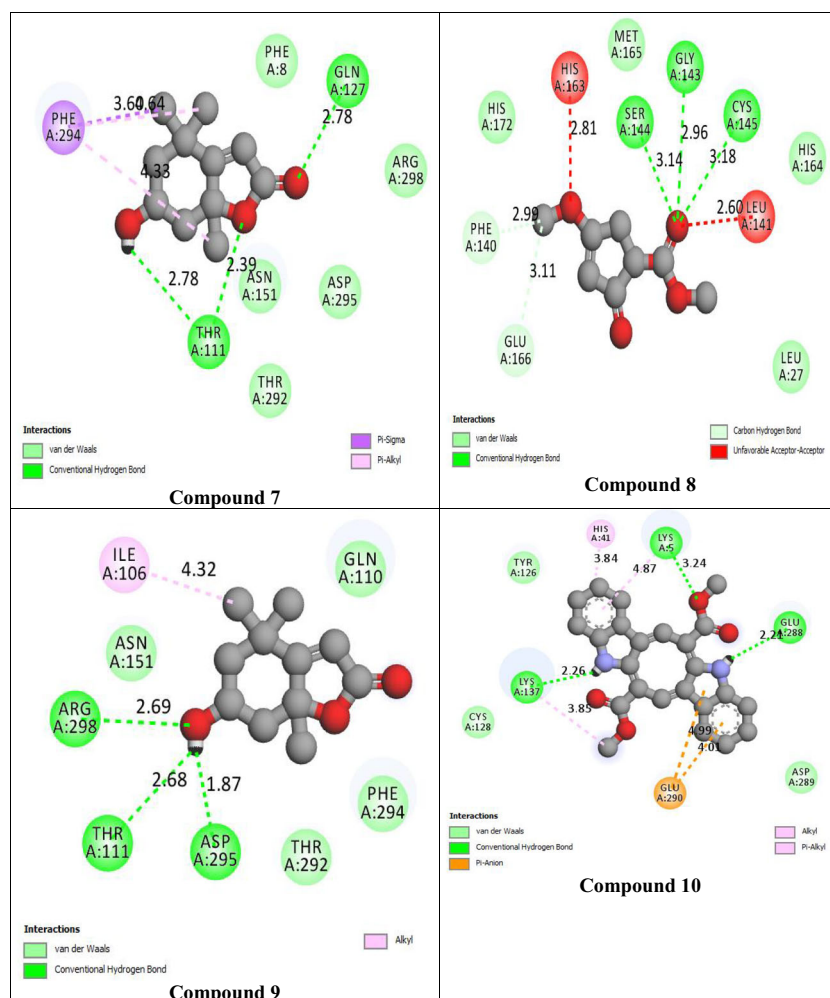 PHE
A:8
GLN
A:127
2.78
3.60
4.64
PHE
A:294
4.33
ARG
A:298
2.78
2.39
ASN
A:151
ASP
A:295
THR
A:111
THR
A:292
Interactions
van der Waals
Conventional Hydrogen Bond
Pi-Sigma
Pi-Alkyl
Compound 7
MET
A:165
HIS
A:163
GLY
A:143
HIS
A:172
2.81
SER
A:144
2.96
CYS
A:145
3.14
3.18
HIS
A:164
2.60
LEU
A:141
2.99
PHE
A:140
3.11
GLU
A:166
LEU
A:27
Interactions
van der Waals
Conventional Hydrogen Bond
Carbon Hydrogen Bond
Unfavorable Acceptor-Acceptor
Compound 8
ILE
A:106
4.32
GLN
A:110
ASN
A:151
ARG
A:298
2.69
2.68
1.87
PHE
A:294
THR
A:111
ASP
A:295
THR
A:292
Interactions
van der Waals
Conventional Hydrogen Bond
Alkyl
Compound 9
HIS
A:41
LYS
A:5
TYR
A:126
3.84
4.87
3.24
GLU
A:288
2.21
LYS
A:137
2.26
3.85
CYS
A:128
4.99
4.01
GLU
A:290
ASP
A:289
Interactions
van der Waals
Conventional Hydrogen Bond
Pi-Anion
Alkyl
Pi-Alkyl
Compound 10